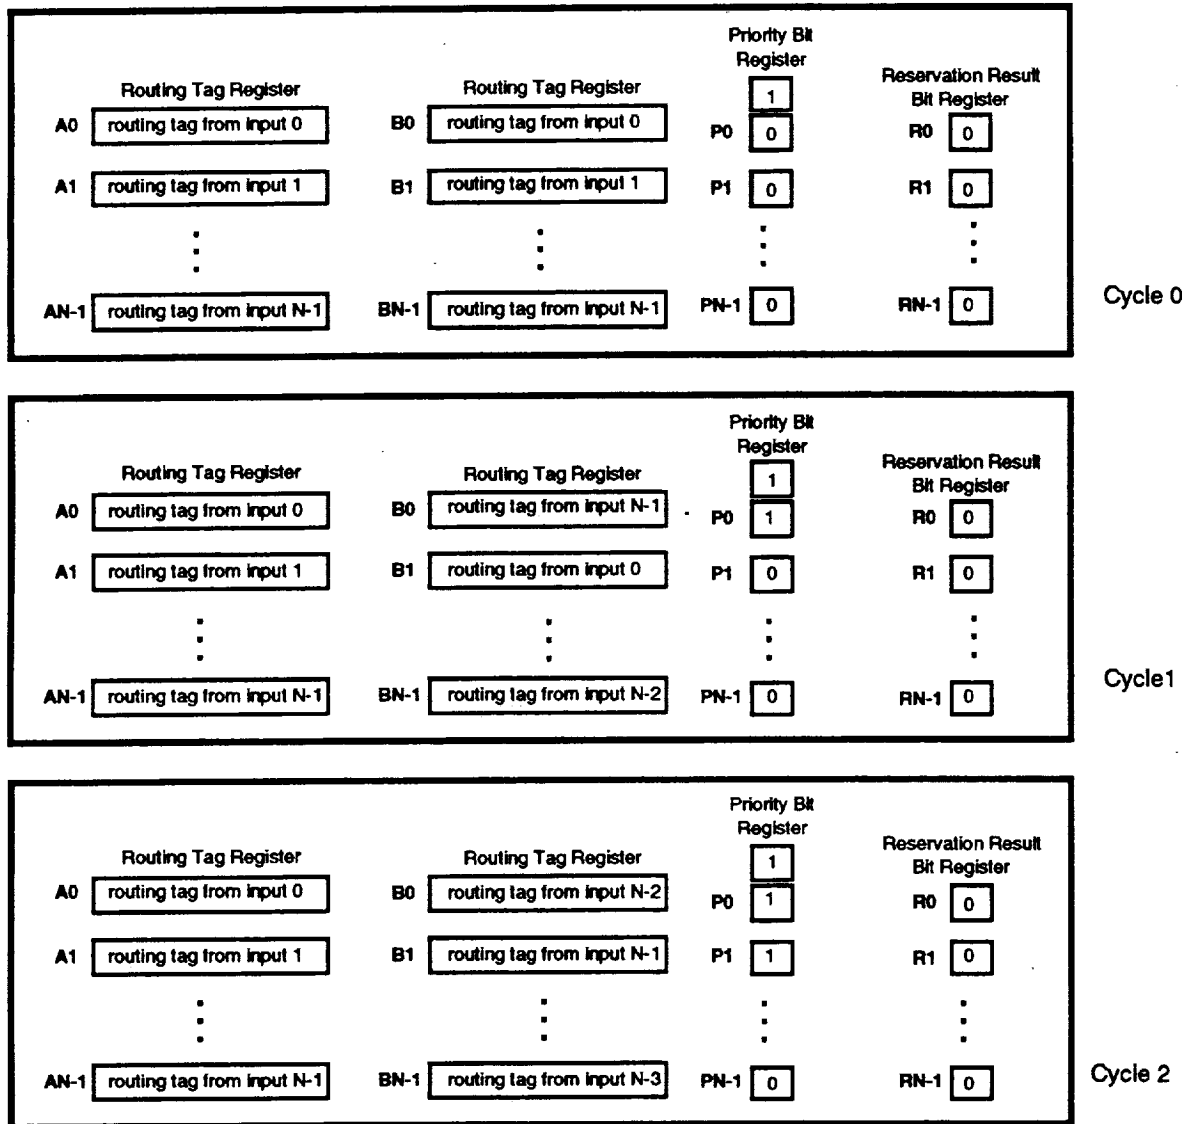 Priority Bit
Register
Routing Tag Register Routing Tag Register 1 Reservation Result
Bit Register
A0 routing tag from input 0 B0 routing tag from input 0 P0 0 R0 0
A1 routing tag from input 1 B1 routing tag from input 1 P1 0 R1 0
AN-1 routing tag from input N-1 BN-1 routing tag from input N-1 PN-1 0 RN-1 0
Cycle 0
Priority Bit
Register
Routing Tag Register Routing Tag Register 1 Reservation Result
Bit Register
A0 routing tag from input 0 B0 routing tag from input N-1 P0 1 R0 0
A1 routing tag from input 1 B1 routing tag from input 0 P1 0 R1 0
AN-1 routing tag from input N-1 BN-1 routing tag from input N-2 PN-1 0 RN-1 0
Cycle1
Priority Bit
Register
Routing Tag Register Routing Tag Register 1 Reservation Result
Bit Register
A0 routing tag from input 0 B0 routing tag from input N-2 P0 1 R0 0
A1 routing tag from input 1 B1 routing tag from input N-1 P1 1 R1 0
AN-1 routing tag from input N-1 BN-1 routing tag from input N-3 PN-1 0 RN-1 0
Cycle 2